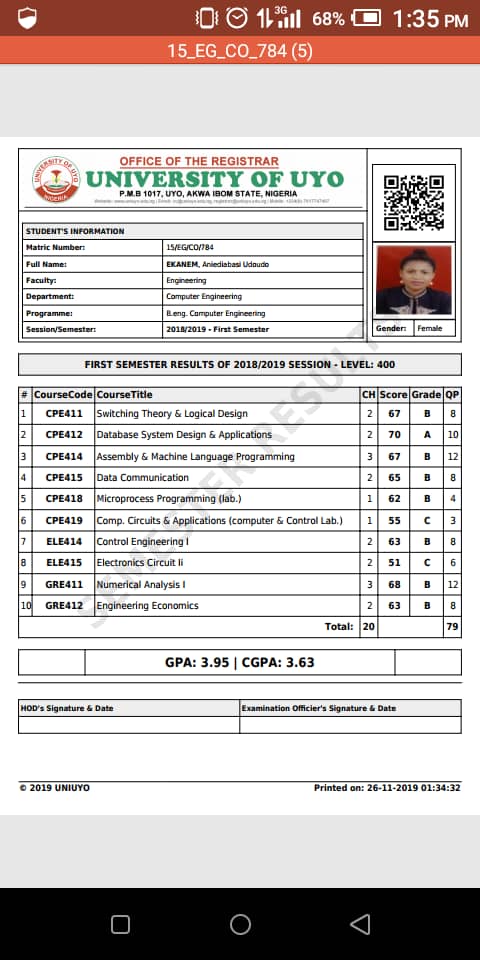 3G 68% 1:35 PM
15_EG_CO_784 (5)
OFFICE OF THE REGISTRAR
UNIVERSITY OF UYO
P.M.B 1017, UYO, AKWA IBOM STATE, NIGERIA
UNIVERSITY OF UYO
NIGERIA
STUDENT'S INFORMATION
Matric Number: 15/EG/CO/784
Full Name: EKANEM, Aniediabasi Udoudo
Faculty: Engineering
Department: Computer Engineering
Programme: B.eng. Computer Engineering
Session/Semester: 2018/2019 - First Semester
Gender: Female
FIRST SEMESTER RESULTS OF 2018/2019 SESSION - LEVEL: 400
# CourseCode CourseTitle CH Score Grade QP
1 CPE411 Switching Theory & Logical Design 2 67 B 8
2 CPE412 Database System Design & Applications 2 70 A 10
3 CPE414 Assembly & Machine Language Programming 3 67 B 12
4 CPE415 Data Communication 2 65 B 8
5 CPE418 Microprocess Programming (lab.) 1 62 B 4
6 CPE419 Comp. Circuits & Applications (computer & Control Lab.) 1 55 C 3
7 ELE414 Control Engineering I 2 63 B 8
8 ELE415 Electronics Circuit Ii 2 51 C 6
9 GRE411 Numerical Analysis I 3 68 B 12
10 GRE412 Engineering Economics 2 63 B 8
Total: 20 79
SEMESTER RESULT
GPA: 3.95 | CGPA: 3.63
HOD's Signature & Date Examination Officier's Signature & Date
© 2019 UNIUYO Printed on: 26-11-2019 01:34:32